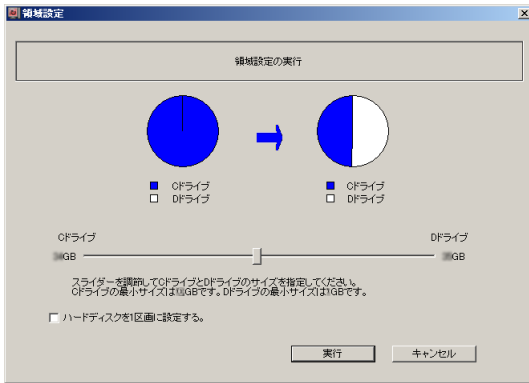 領域設定
領域設定の実行
Cドライブ
Dドライブ
Cドライブ
Dドライブ
Cドライブ
Dドライブ
GB
GB
スライダーを調節してCドライブとDドライブのサイズを指定してください。
Cドライブの最小サイズは GBです。Dドライブの最小サイズは1GBです。
ハードディスクを1区画に設定する。
実行
キャンセル